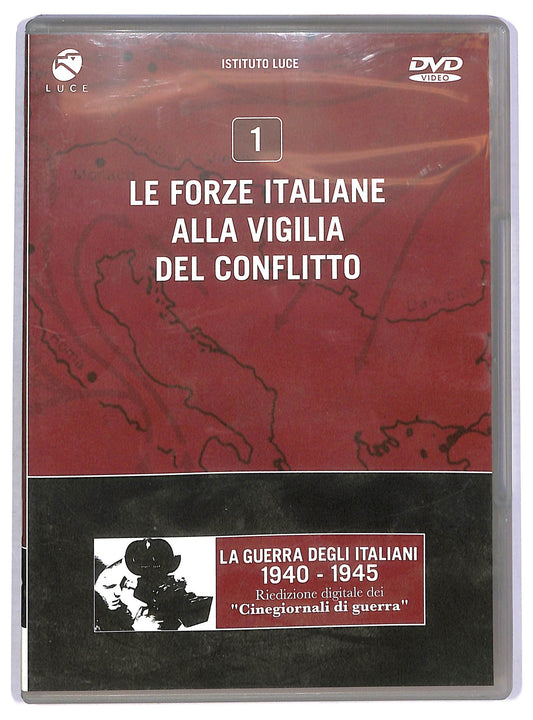 LUCE
ISTITUTO LUCE
DVD
VIDEO
1
LE FORZE ITALIANE
ALLA VIGILIA
DEL CONFLITTO
LA GUERRA DEGLI ITALIANI
1940 - 1945
Riedizione digitale dei
"Cinegiornali di guerra"